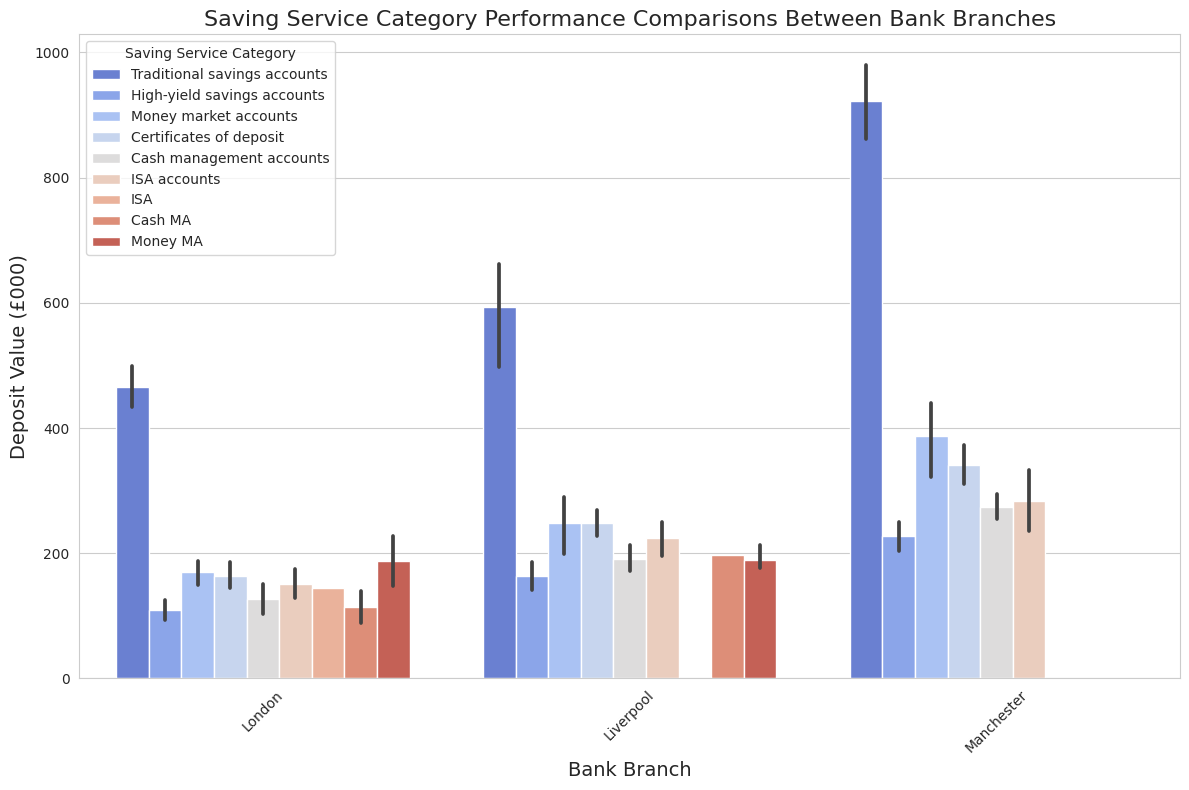 Saving Service Category Performance Comparisons Between Bank Branches
Deposit Value (£000)
1000
800
600
400
200
0
Saving Service Category
Traditional savings accounts
High-yield savings accounts
Money market accounts
Certificates of deposit
Cash management accounts
ISA accounts
ISA
Cash MA
Money MA
London
Liverpool
Manchester
Bank Branch